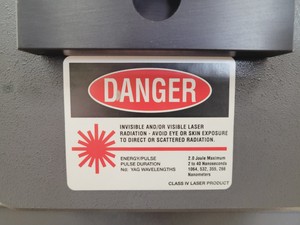 DANGER
INVISIBLE AND/OR VISIBLE LASER
RADIATION - AVOID EYE OR SKIN EXPOSURE
TO DIRECT OR SCATTERED RADIATION.
ENERGY/PULSE 2.9 Joule Maximum
PULSE DURATION 2 to 40 Nanoseconds
Nd: YAG WAVELENGTHS 1064, 532, 355, 266
Nanometers
CLASS IV LASER PRODUCT